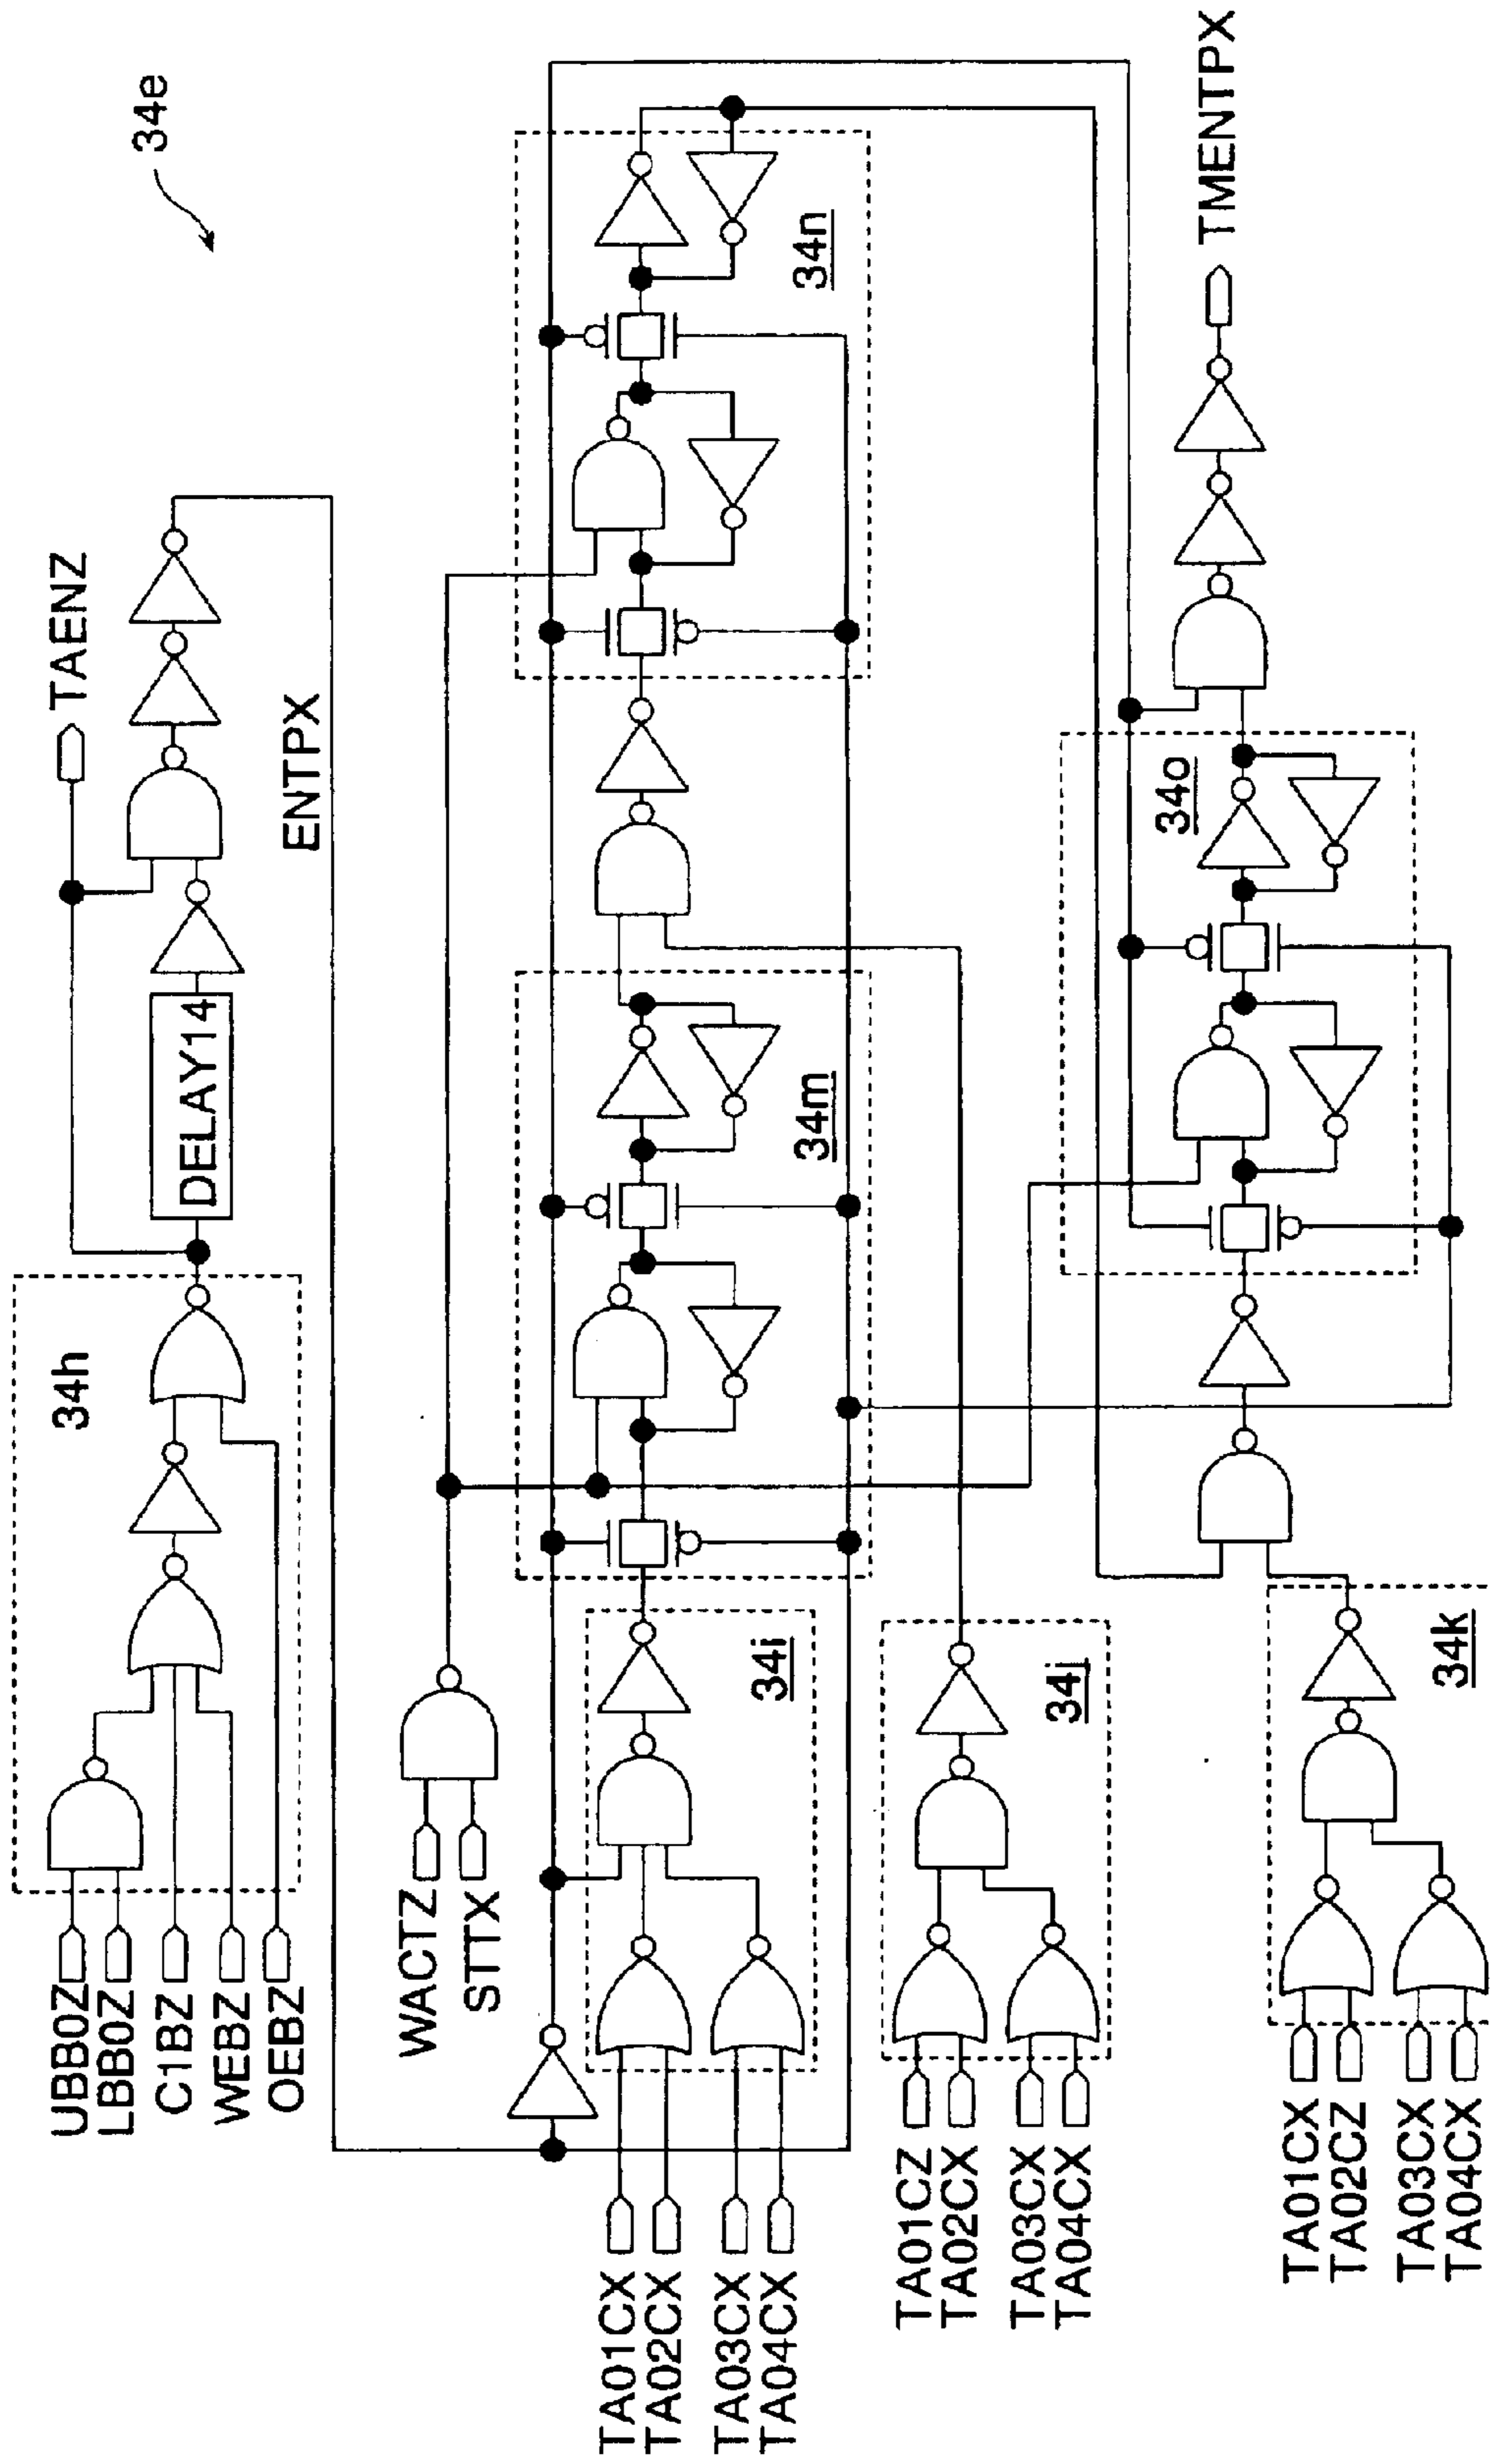 34e
UBB0Z
LBB0Z
C1BZ
WEBZ
OEBZ
34h
DELAY14
TAENZ
ENTPX
WACTZ
STTX
TA01CX
TA02CX
TA03CX
TA04CX
34i
34m
34n
TA01CZ
TA02CX
TA03CX
TA04CX
34j
TA01CX
TA02CZ
TA03CX
TA04CX
34k
34o
TMENTPX